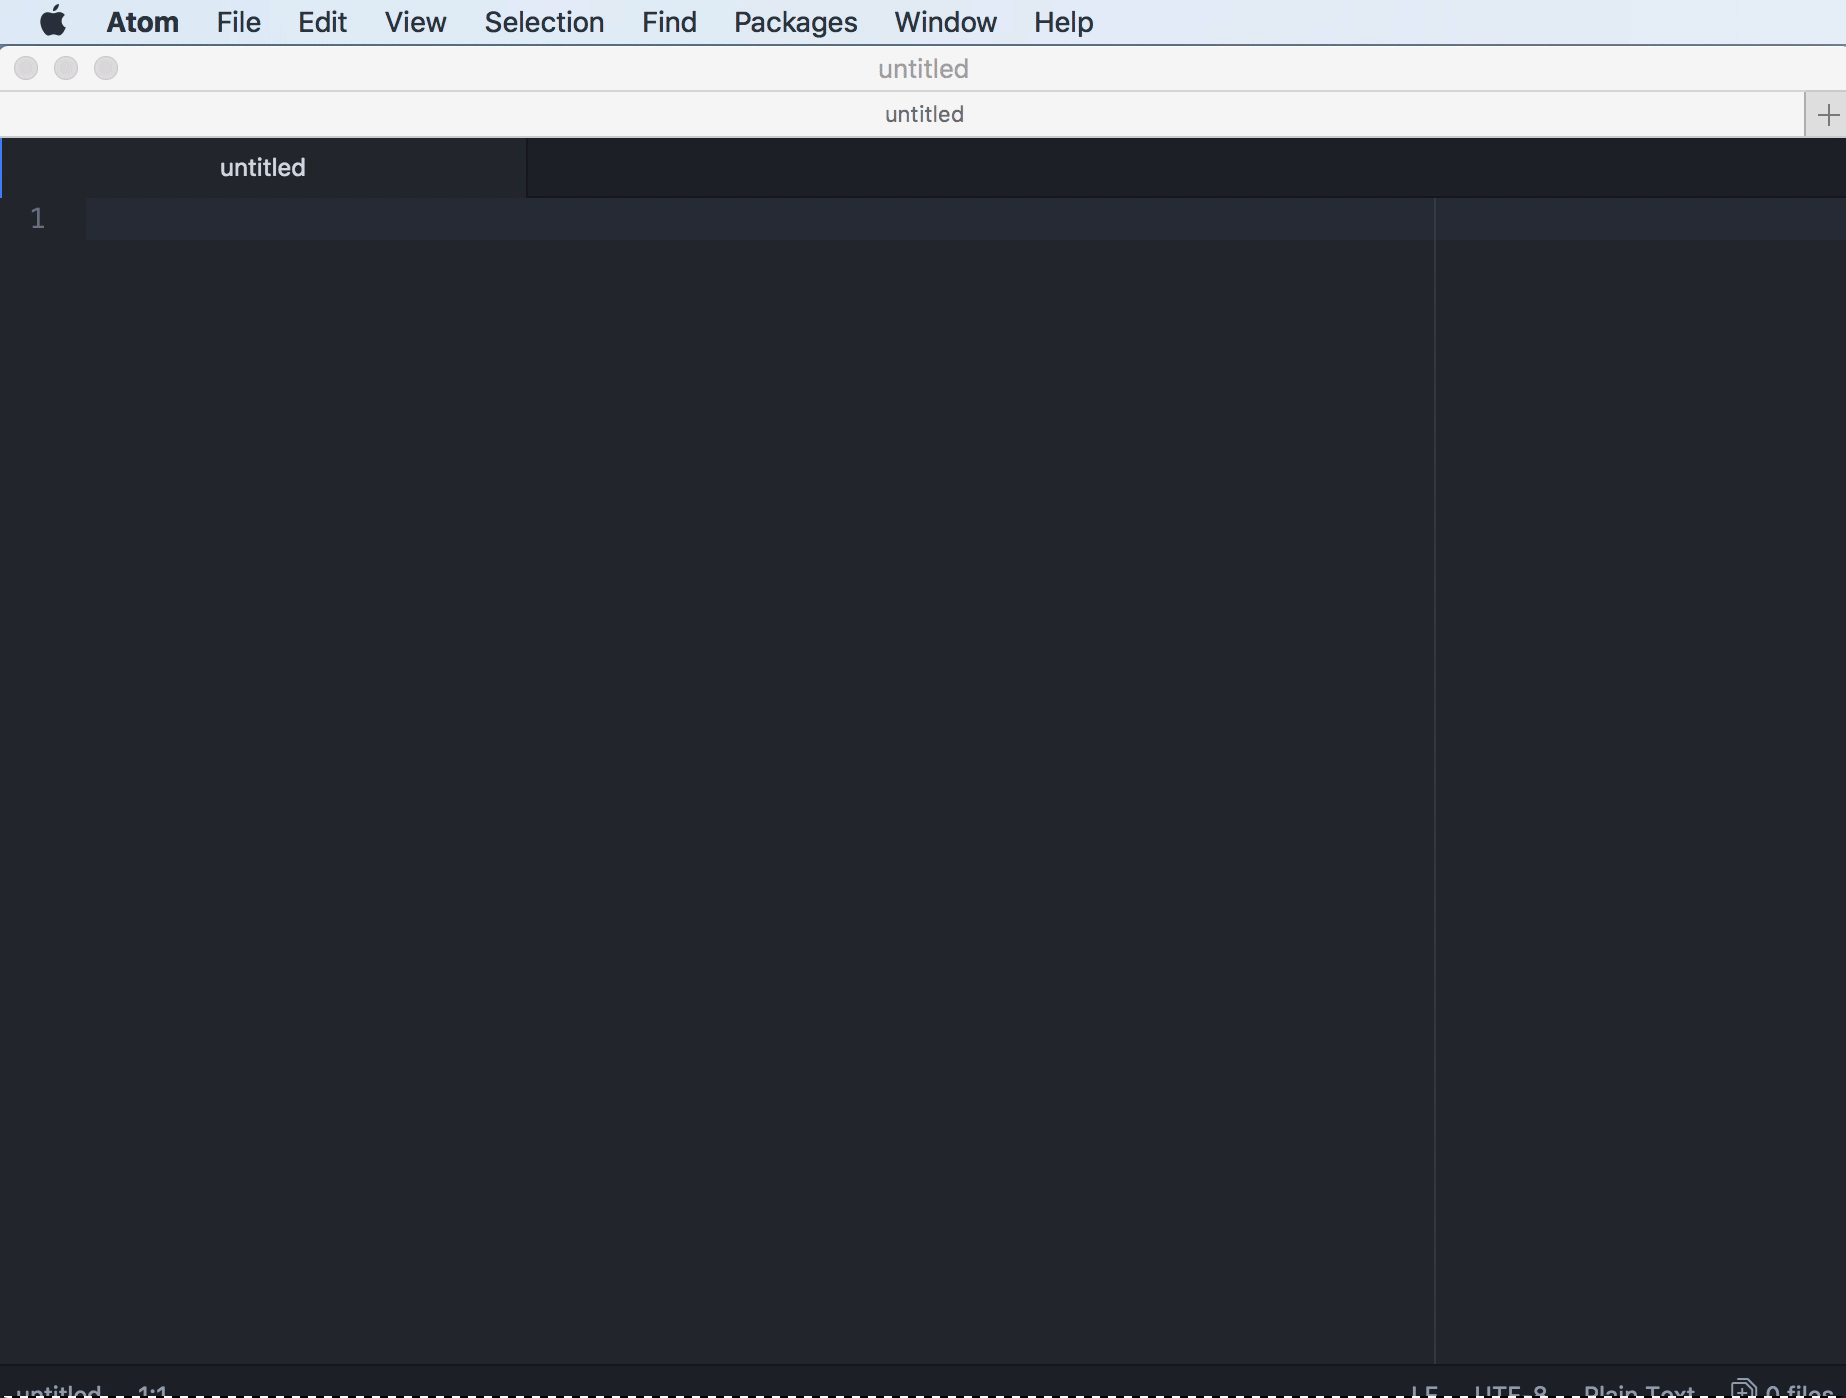 Atom File Edit View Selection Find Packages Window Help
untitled
untitled
untitled
1
untitled 1:1 LF UTF-8 Plain Text 0 files